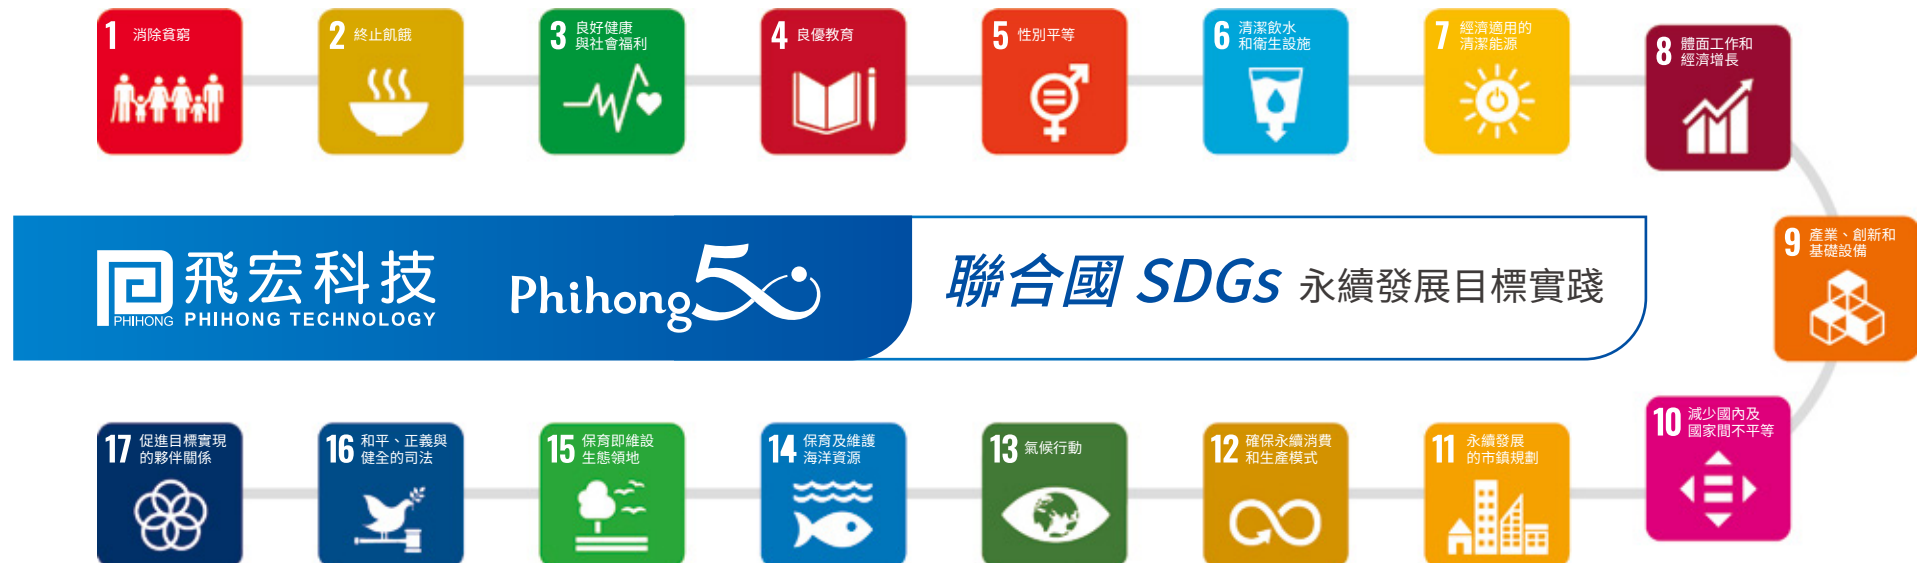 1 消除貧窮
2 終止飢餓
3 良好健康
與社會福利
4 良優教育
5 性別平等
6 清潔飲水
和衛生設施
7 經濟適用的
清潔能源
8 體面工作和
經濟增長
9 產業、創新和
基礎設備
飛宏科技
PHIHONG PHIHONG TECHNOLOGY
Phihong 50
聯合國 SDGs 永續發展目標實踐
17 促進目標實現
的夥伴關係
16 和平、正義與
健全的司法
15 保育即維設
生態領地
14 保育及維護
海洋資源
13 氣候行動
12 確保永續消費
和生產模式
11 永續發展
的市鎮規劃
10 減少國內及
國家間不平等